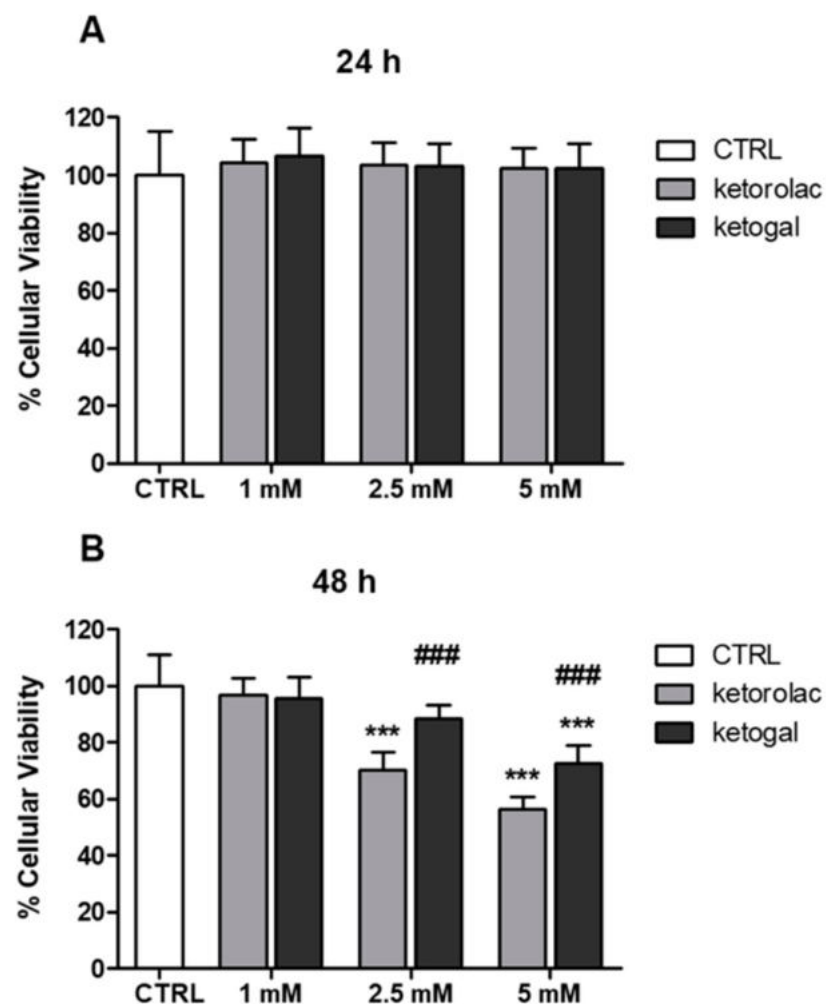 A
24 h
% Cellular Viability
120
100
80
60
40
20
0
CTRL 1 mM 2.5 mM 5 mM
CTRL
ketorolac
ketogal
B
48 h
% Cellular Viability
120
100
80
60
40
20
0
###
###
***
***
***
CTRL 1 mM 2.5 mM 5 mM
CTRL
ketorolac
ketogal